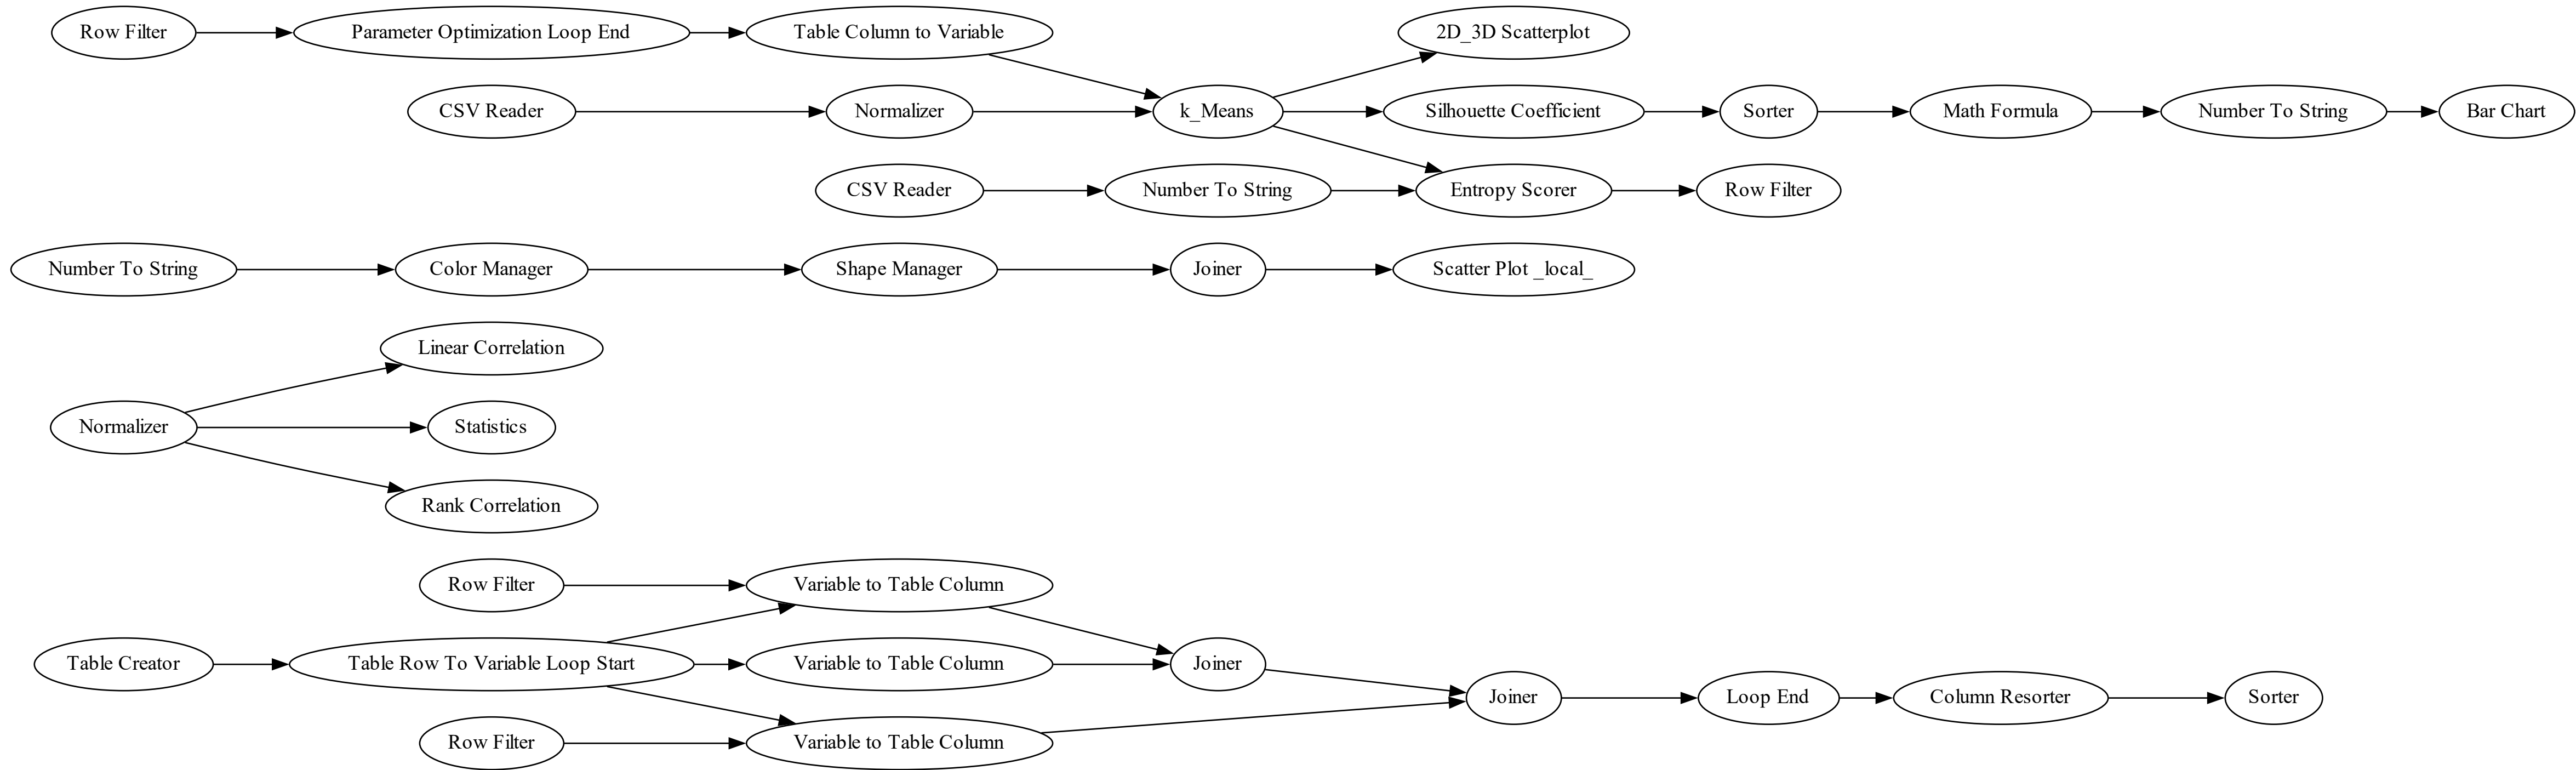 Row Filter
Parameter Optimization Loop End
Table Column to Variable
2D_3D Scatterplot
CSV Reader
Normalizer
k_Means
Silhouette Coefficient
Sorter
Math Formula
Number To String
Bar Chart
CSV Reader
Number To String
Entropy Scorer
Row Filter
Number To String
Color Manager
Shape Manager
Joiner
Scatter Plot _local_
Linear Correlation
Normalizer
Statistics
Rank Correlation
Row Filter
Variable to Table Column
Table Creator
Table Row To Variable Loop Start
Variable to Table Column
Joiner
Joiner
Loop End
Column Resorter
Sorter
Row Filter
Variable to Table Column